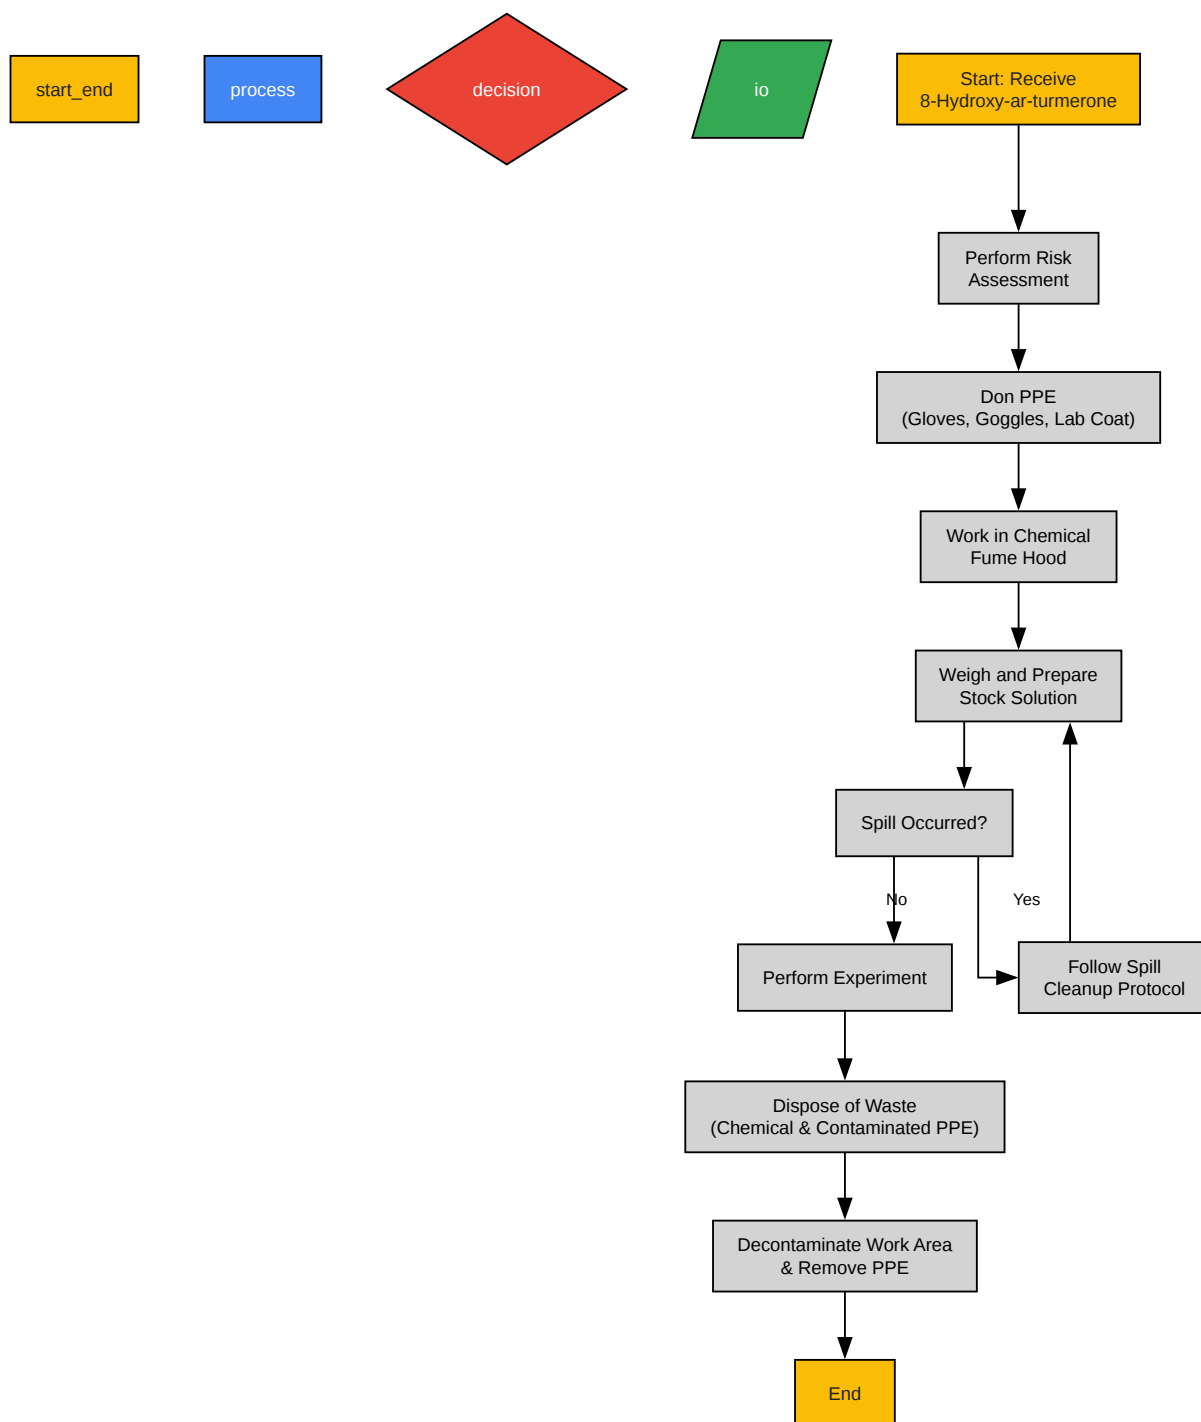 start_end
process
decision
io
Start: Receive
8-Hydroxy-ar-turmerone
Perform Risk
Assessment
Don PPE
(Gloves, Goggles, Lab Coat)
Work in Chemical
Fume Hood
Weigh and Prepare
Stock Solution
Spill Occurred?
No
Yes
Perform Experiment
Follow Spill
Cleanup Protocol
Dispose of Waste
(Chemical & Contaminated PPE)
Decontaminate Work Area
& Remove PPE
End